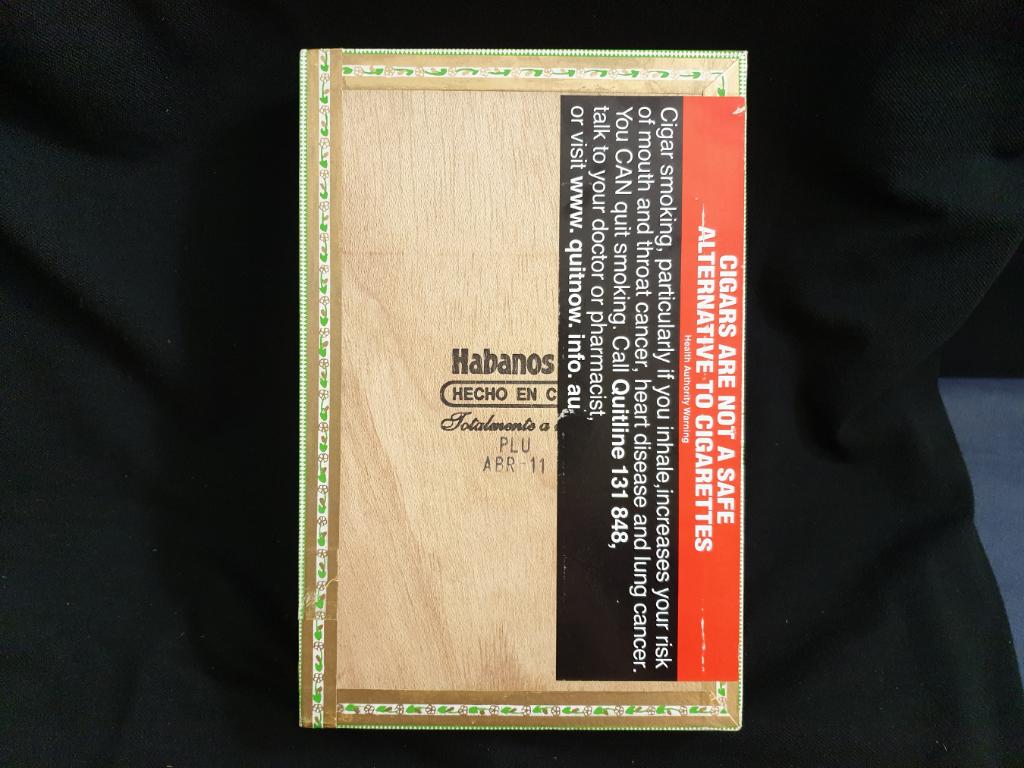 CIGARS ARE NOT A SAFE
ALTERNATIVE TO CIGARETTES
Health Authority Warning
Cigar smoking, particularly if you inhale,increases your risk
of mouth and throat cancer, heart disease and lung cancer.
You CAN quit smoking. Call Quitline 131 848,
talk to your doctor or pharmacist,
or visit www. quitnow. info. au
Habanos
HECHO EN C
Totalmente a
PLU
ABR-11